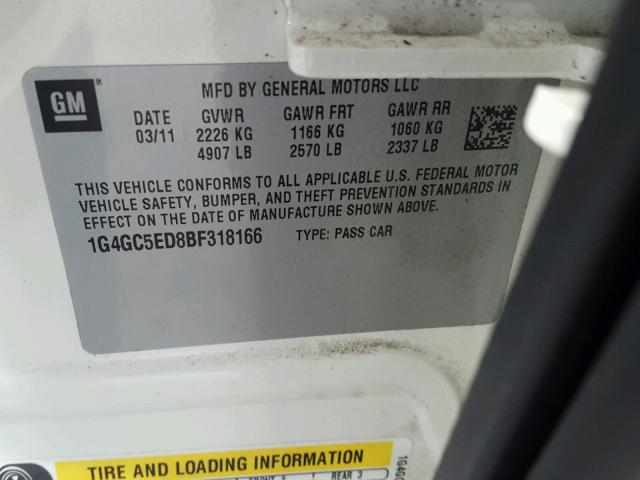 GM
MFD BY GENERAL MOTORS LLC
DATE GVWR GAWR FRT GAWR RR
03/11 2226 KG 1166 KG 1060 KG
4907 LB 2570 LB 2337 LB
THIS VEHICLE CONFORMS TO ALL APPLICABLE U.S. FEDERAL MOTOR
VEHICLE SAFETY, BUMPER, AND THEFT PREVENTION STANDARDS IN
EFFECT ON THE DATE OF MANUFACTURE SHOWN ABOVE.
1G4GC5ED8BF318166 TYPE: PASS CAR
TIRE AND LOADING INFORMATION
REAR 3
1G4GC